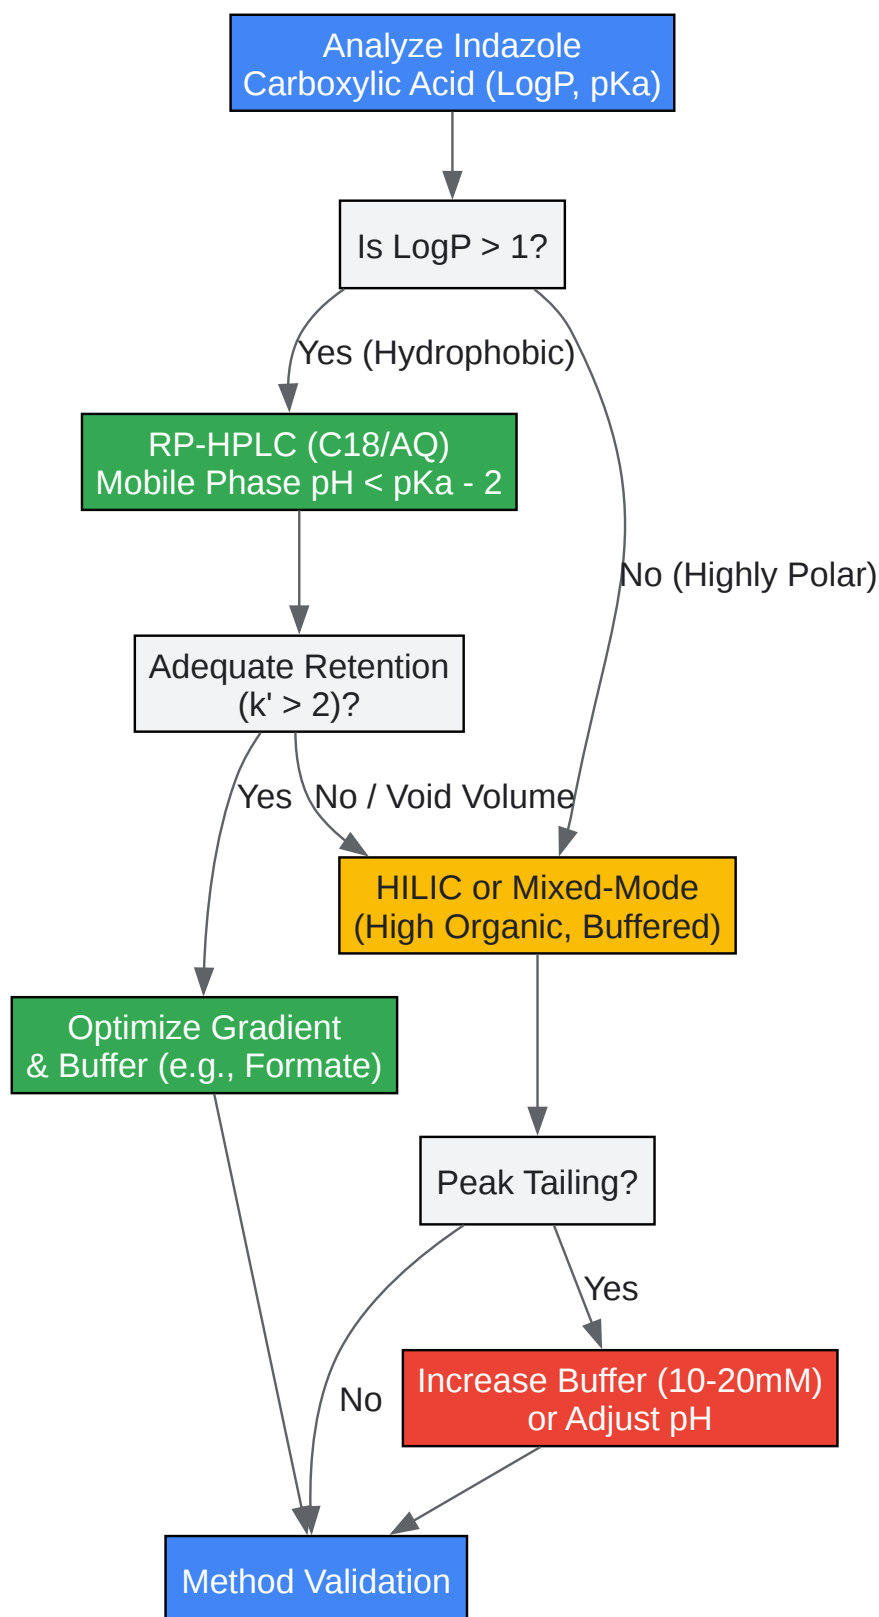 Analyze Indazole
Carboxylic Acid (LogP, pKa)
Is LogP > 1?
Yes (Hydrophobic)
RP-HPLC (C18/AQ)
Mobile Phase pH < pKa - 2
No (Highly Polar)
Adequate Retention
(k' > 2)?
Yes
No / Void Volume
HILIC or Mixed-Mode
(High Organic, Buffered)
Optimize Gradient
& Buffer (e.g., Formate)
Peak Tailing?
Yes
No
Increase Buffer (10-20mM)
or Adjust pH
Method Validation